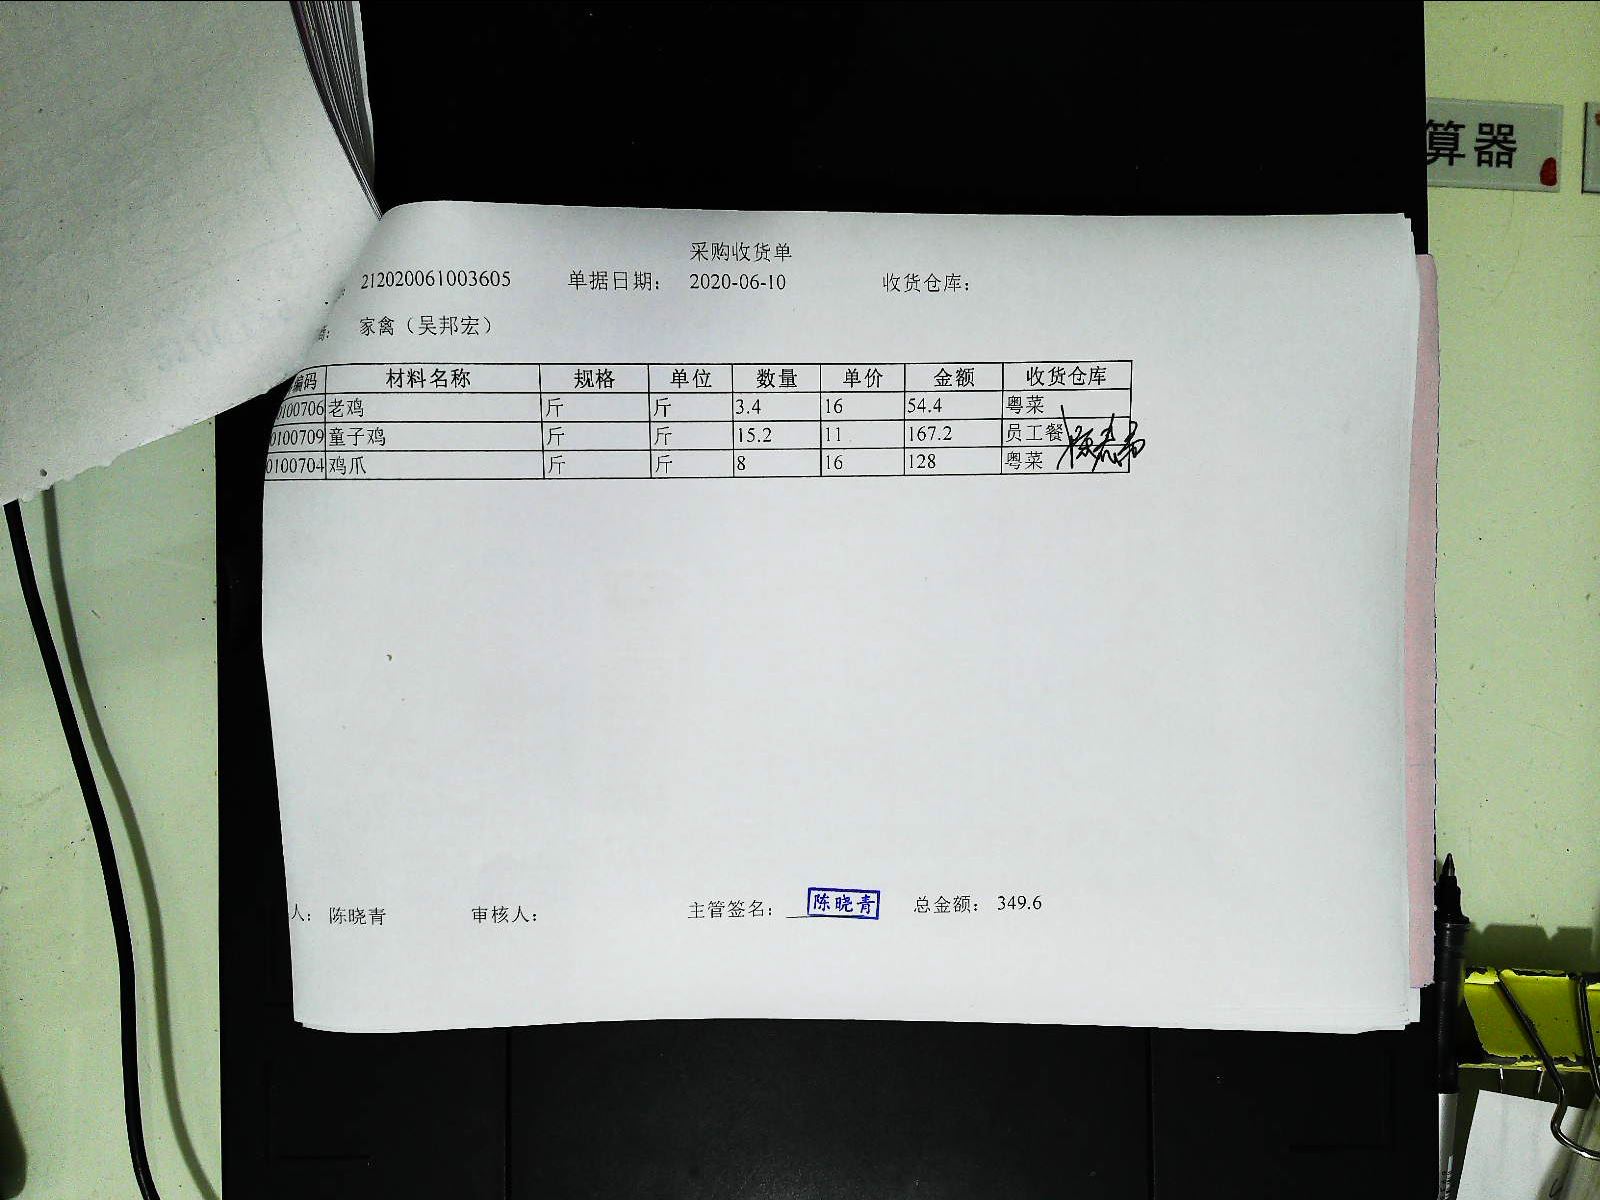 算器
采购收货单
212020061003605 单据日期： 2020-06-10 收货仓库：
家禽（吴邦宏）
编码 材料名称 规格 单位 数量 单价 金额 收货仓库
0100706 老鸡 斤 斤 3.4 16 54.4 粤菜
0100709 童子鸡 斤 斤 15.2 11 167.2 员工餐
0100704 鸡爪 斤 斤 8 16 128 粤菜
人： 陈晓青 审核人： 主管签名： 陈晓青 总金额： 349.6